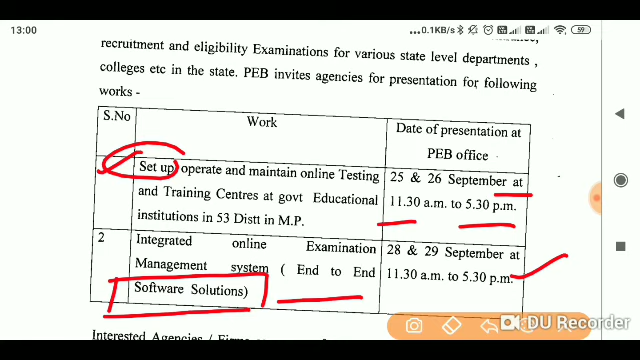 13:00
...0.1KB/s
59
recruitment and eligibility Examinations for various state level departments ,
colleges etc in the state. PEB invites agencies for presentation for following
works -
S.No
Work
Date of presentation at
PEB office
Set up operate and maintain online Testing
and Training Centres at govt Educational
institutions in 53 Distt in M.P.
25 & 26 September at
11.30 a.m. to 5.30 p.m.
2
Integrated online Examination
Management system ( End to End
Software Solutions)
28 & 29 September at
11.30 a.m. to 5.30 p.m.
DU Recorder